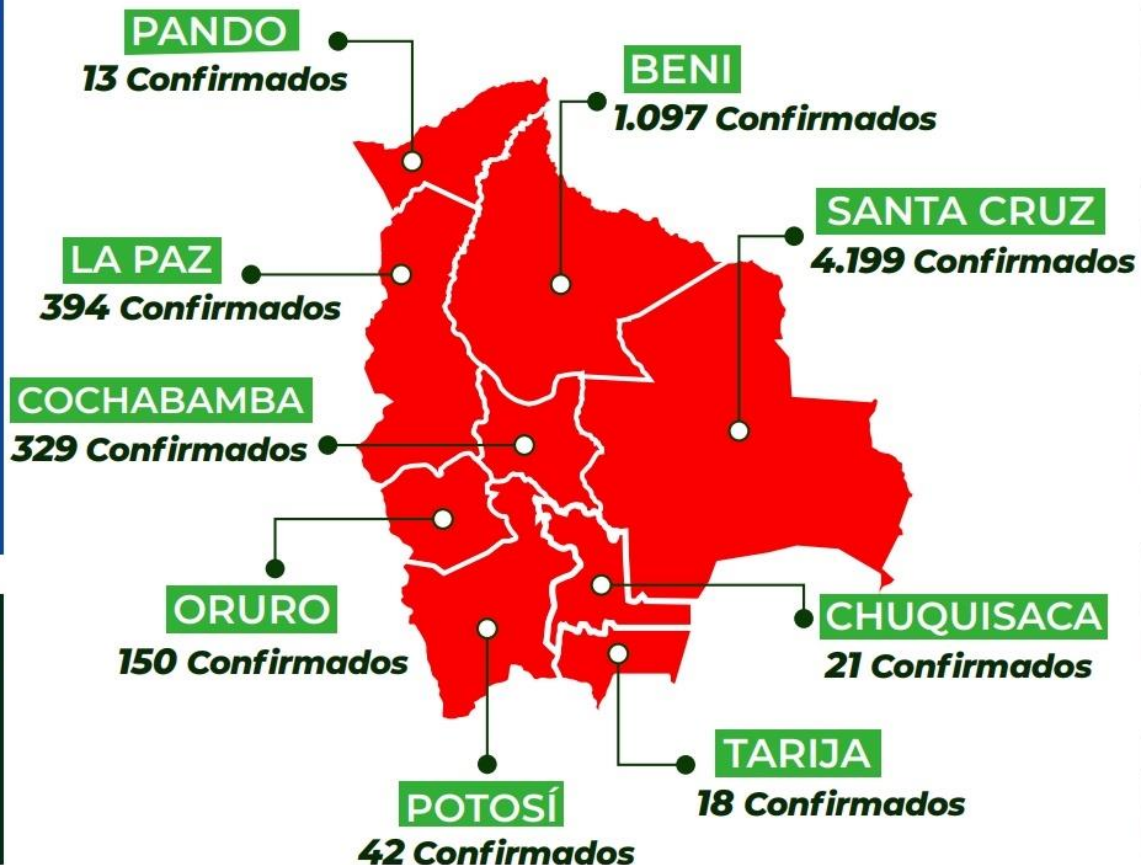 PANDO
13 Confirmados
BENI
1.097 Confirmados
SANTA CRUZ
4.199 Confirmados
LA PAZ
394 Confirmados
COCHABAMBA
329 Confirmados
ORURO
150 Confirmados
CHUQUISACA
21 Confirmados
TARIJA
18 Confirmados
POTOSÍ
42 Confirmados